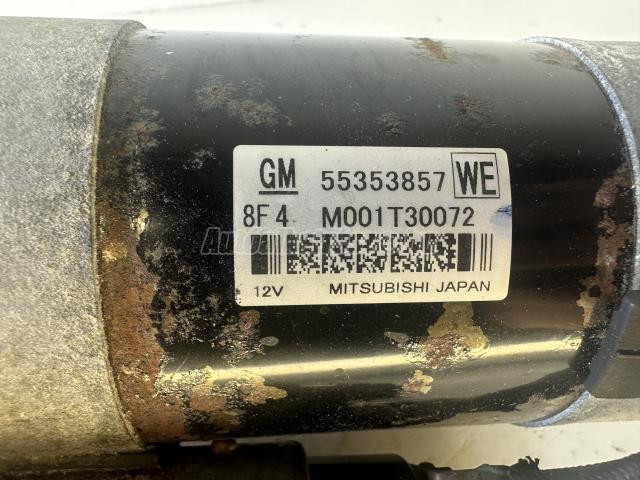 GM 55353857 WE
8F4 M001T30072
12V MITSUBISHI JAPAN